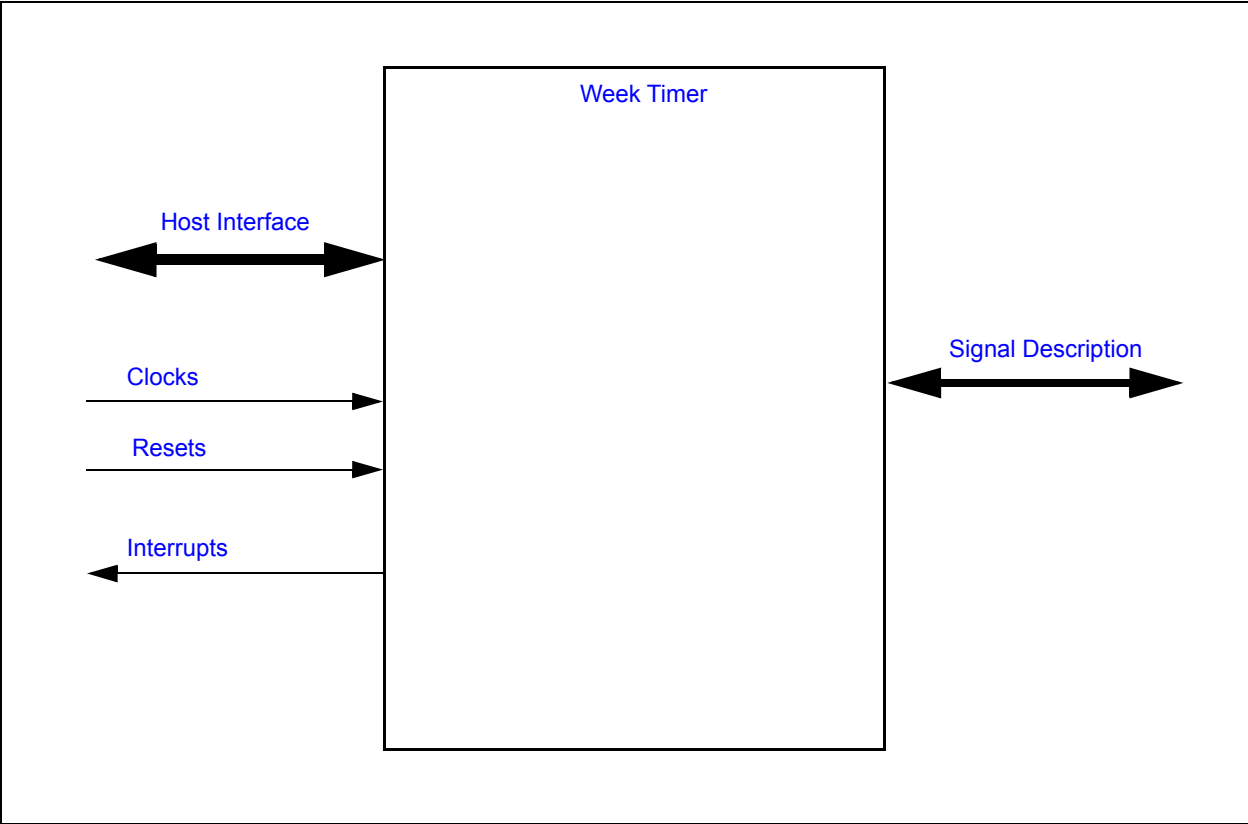 Week Timer
Host Interface
Signal Description
Clocks
Resets
Interrupts